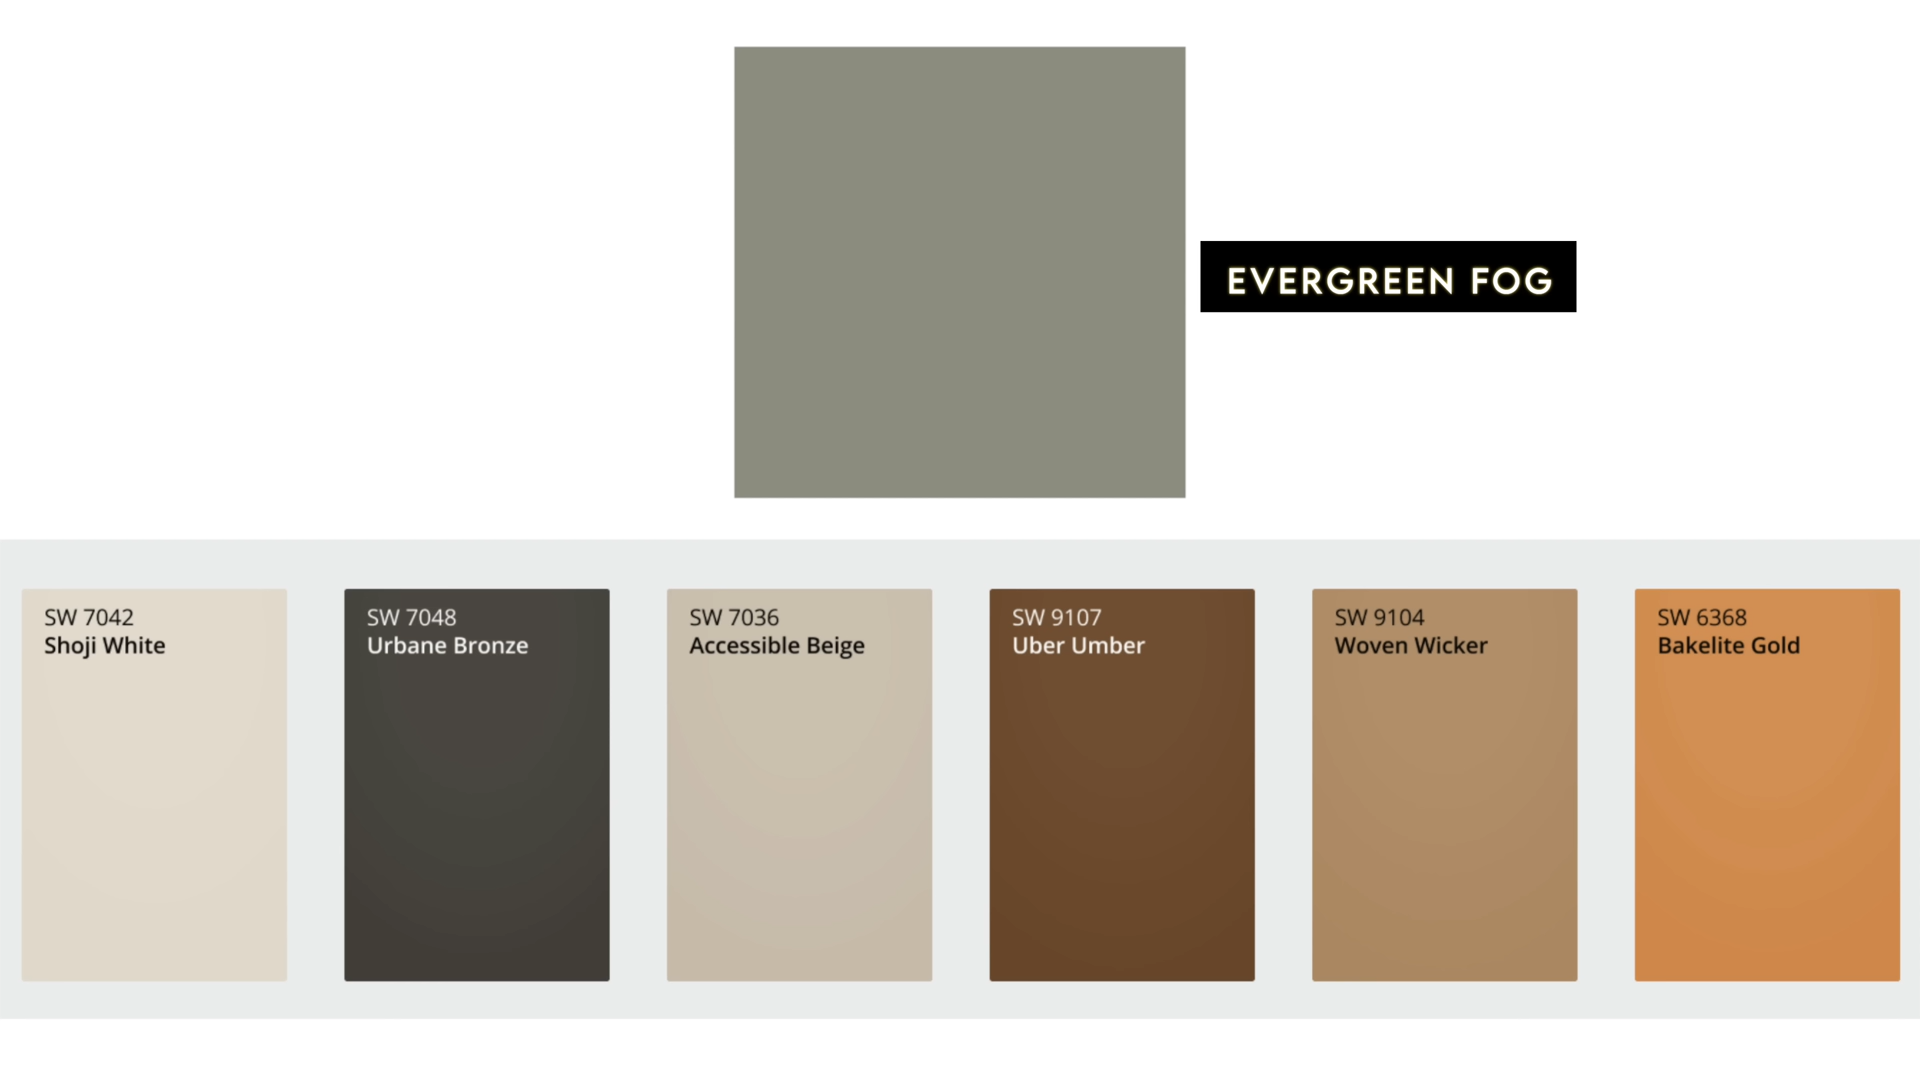 EVERGREEN FOG
SW 7042
Shoji White
SW 7048
Urbane Bronze
SW 7036
Accessible Beige
SW 9107
Uber Umber
SW 9104
Woven Wicker
SW 6368
Bakelite Gold